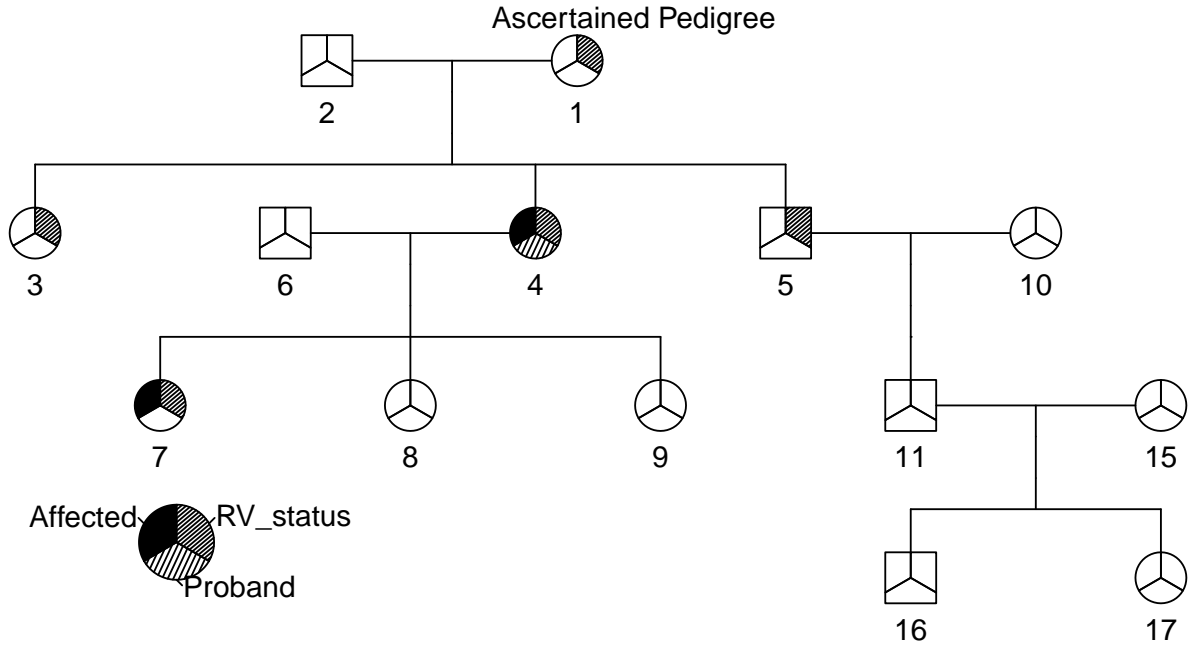 Ascertained Pedigree
2 1
3 6 4 5 10
7 8 9 11 15
Affected RV_status
Proband
16 17